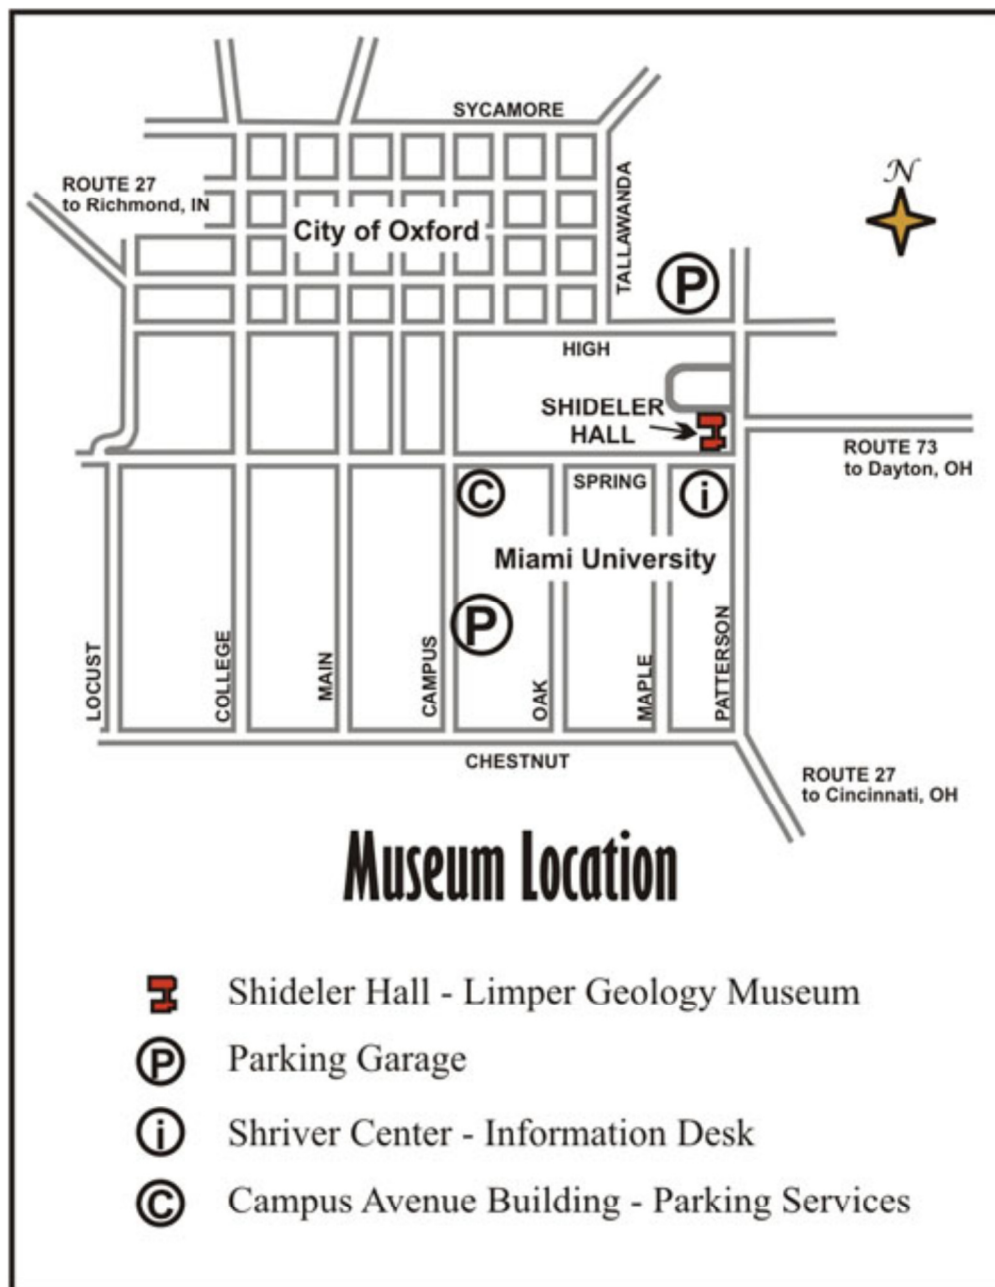 SYCAMORE
N
ROUTE 27
to Richmond, IN
City of Oxford
TALLAWANDA
P
HIGH
SHIDELER
HALL
ROUTE 73
to Dayton, OH
C
SPRING
i
Miami University
P
LOCUST
COLLEGE
MAIN
CAMPUS
OAK
MAPLE
PATTERSON
CHESTNUT
ROUTE 27
to Cincinnati, OH
Museum Location
Shideler Hall - Limper Geology Museum
P Parking Garage
i Shriver Center - Information Desk
C Campus Avenue Building - Parking Services